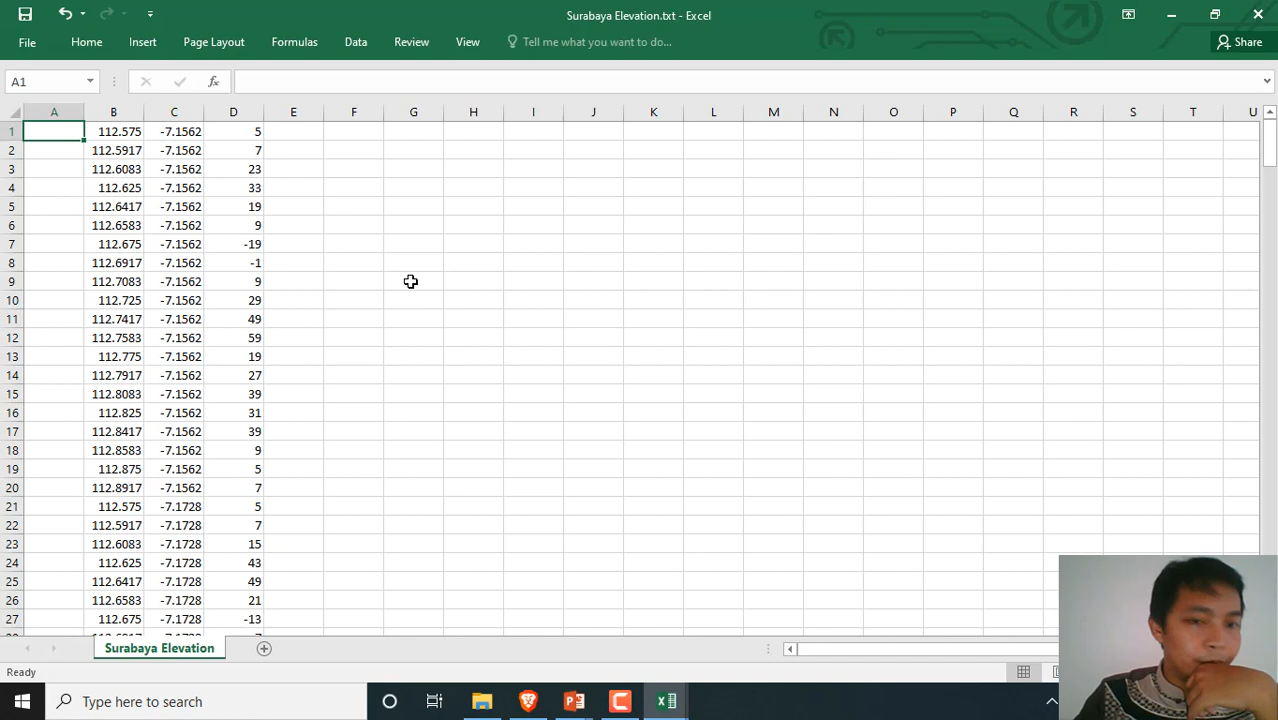 Surabaya Elevation.txt - Excel
File Home Insert Page Layout Formulas Data Review View Tell me what you want to do... Share
A1 fx
A B C D E F G H I J K L M N O P Q R S T U
1 112.575 -7.1562 5
2 112.5917 -7.1562 7
3 112.6083 -7.1562 23
4 112.625 -7.1562 33
5 112.6417 -7.1562 19
6 112.6583 -7.1562 9
7 112.675 -7.1562 -19
8 112.6917 -7.1562 -1
9 112.7083 -7.1562 9
10 112.725 -7.1562 29
11 112.7417 -7.1562 49
12 112.7583 -7.1562 59
13 112.775 -7.1562 19
14 112.7917 -7.1562 27
15 112.8083 -7.1562 39
16 112.825 -7.1562 31
17 112.8417 -7.1562 39
18 112.8583 -7.1562 9
19 112.875 -7.1562 5
20 112.8917 -7.1562 7
21 112.575 -7.1728 5
22 112.5917 -7.1728 7
23 112.6083 -7.1728 15
24 112.625 -7.1728 43
25 112.6417 -7.1728 49
26 112.6583 -7.1728 21
27 112.675 -7.1728 -13
Surabaya Elevation
Ready
Type here to search